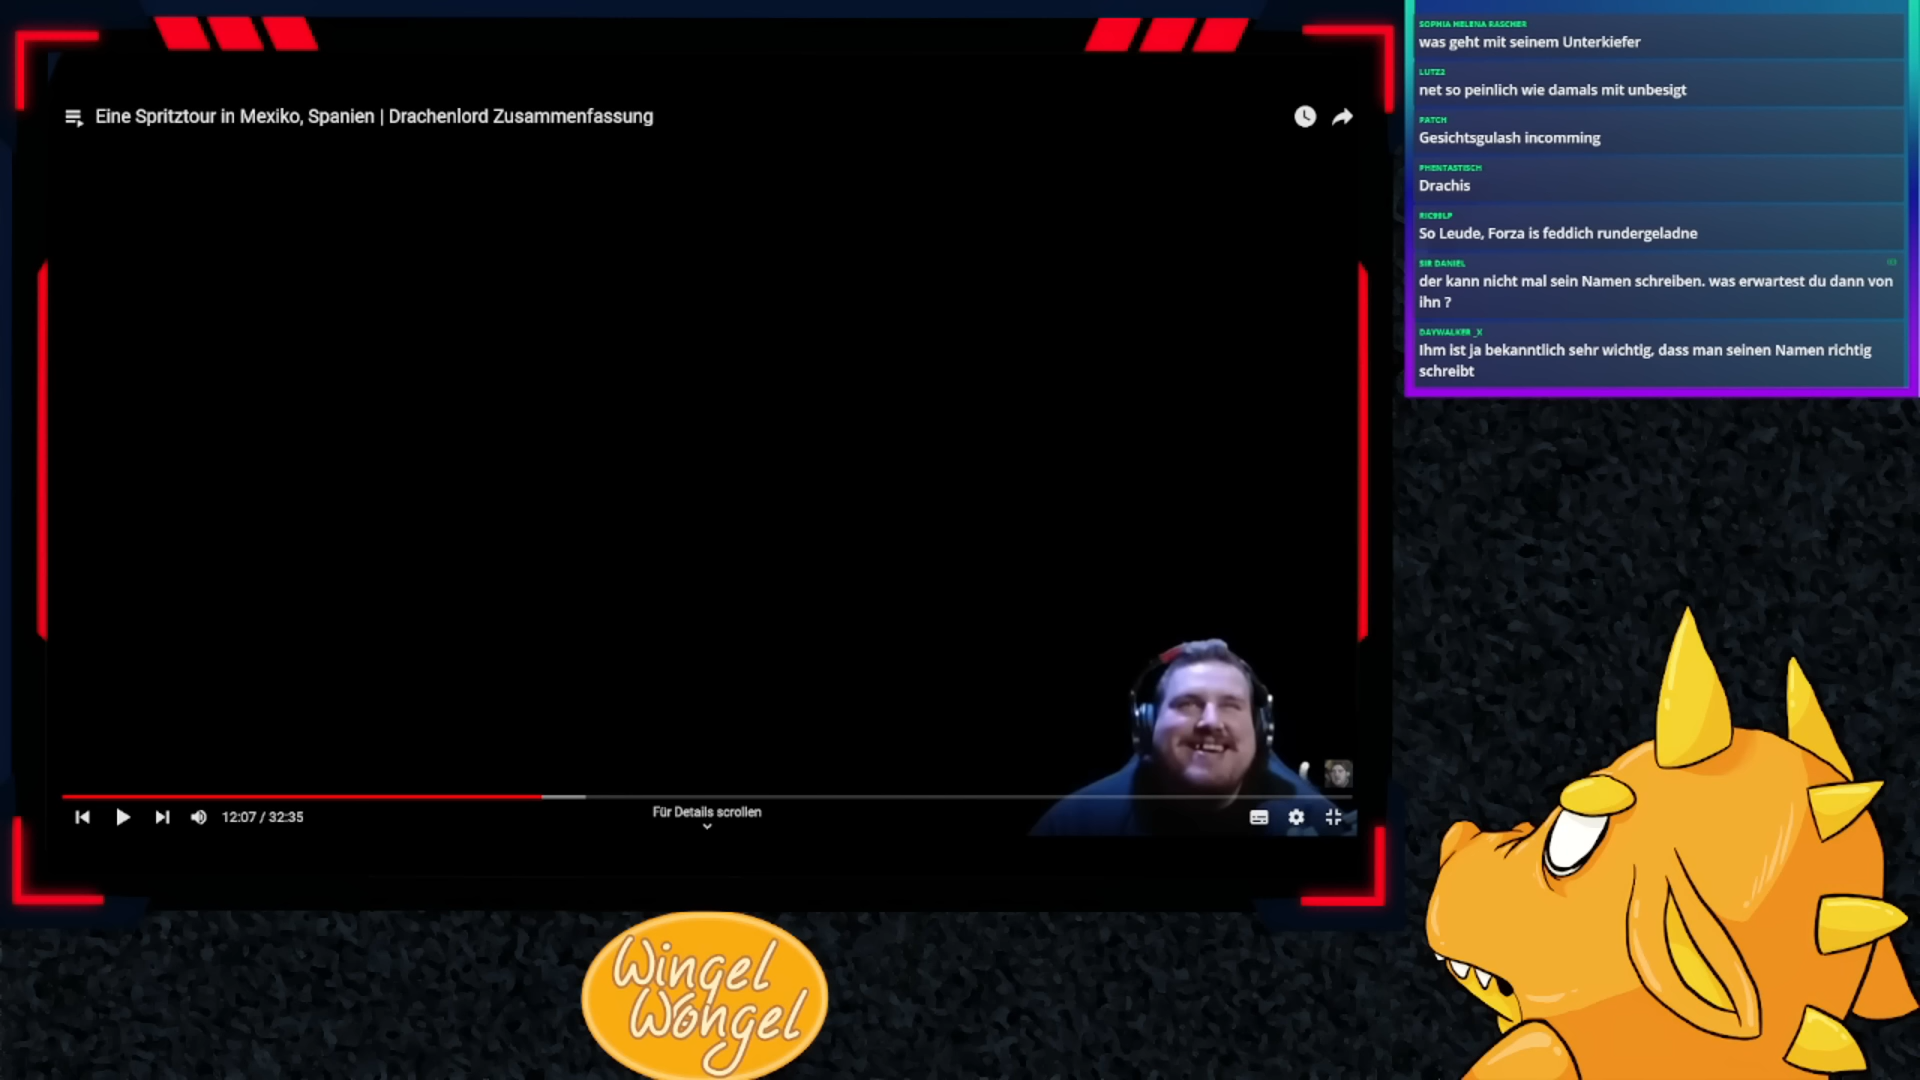 Eine Spritztour in Mexiko, Spanien | Drachenlord Zusammenfassung
12:07 / 32:35
Für Details scrollen
Wingel
Wongel
SOPHIA HELENA RASCHER
was geht mit seinem Unterkiefer
LUTZ2
net so peinlich wie damals mit unbesigt
PATCH
Gesichtsgulash incomming
PHENTASTISCH
Drachis
RIC99LP
So Leude, Forza is feddich rundergeladne
SIR DANIEL
der kann nicht mal sein Namen schreiben. was erwartest du dann von
ihn ?
DAYWALKER_X
Ihm ist ja bekanntlich sehr wichtig, dass man seinen Namen richtig
schreibt